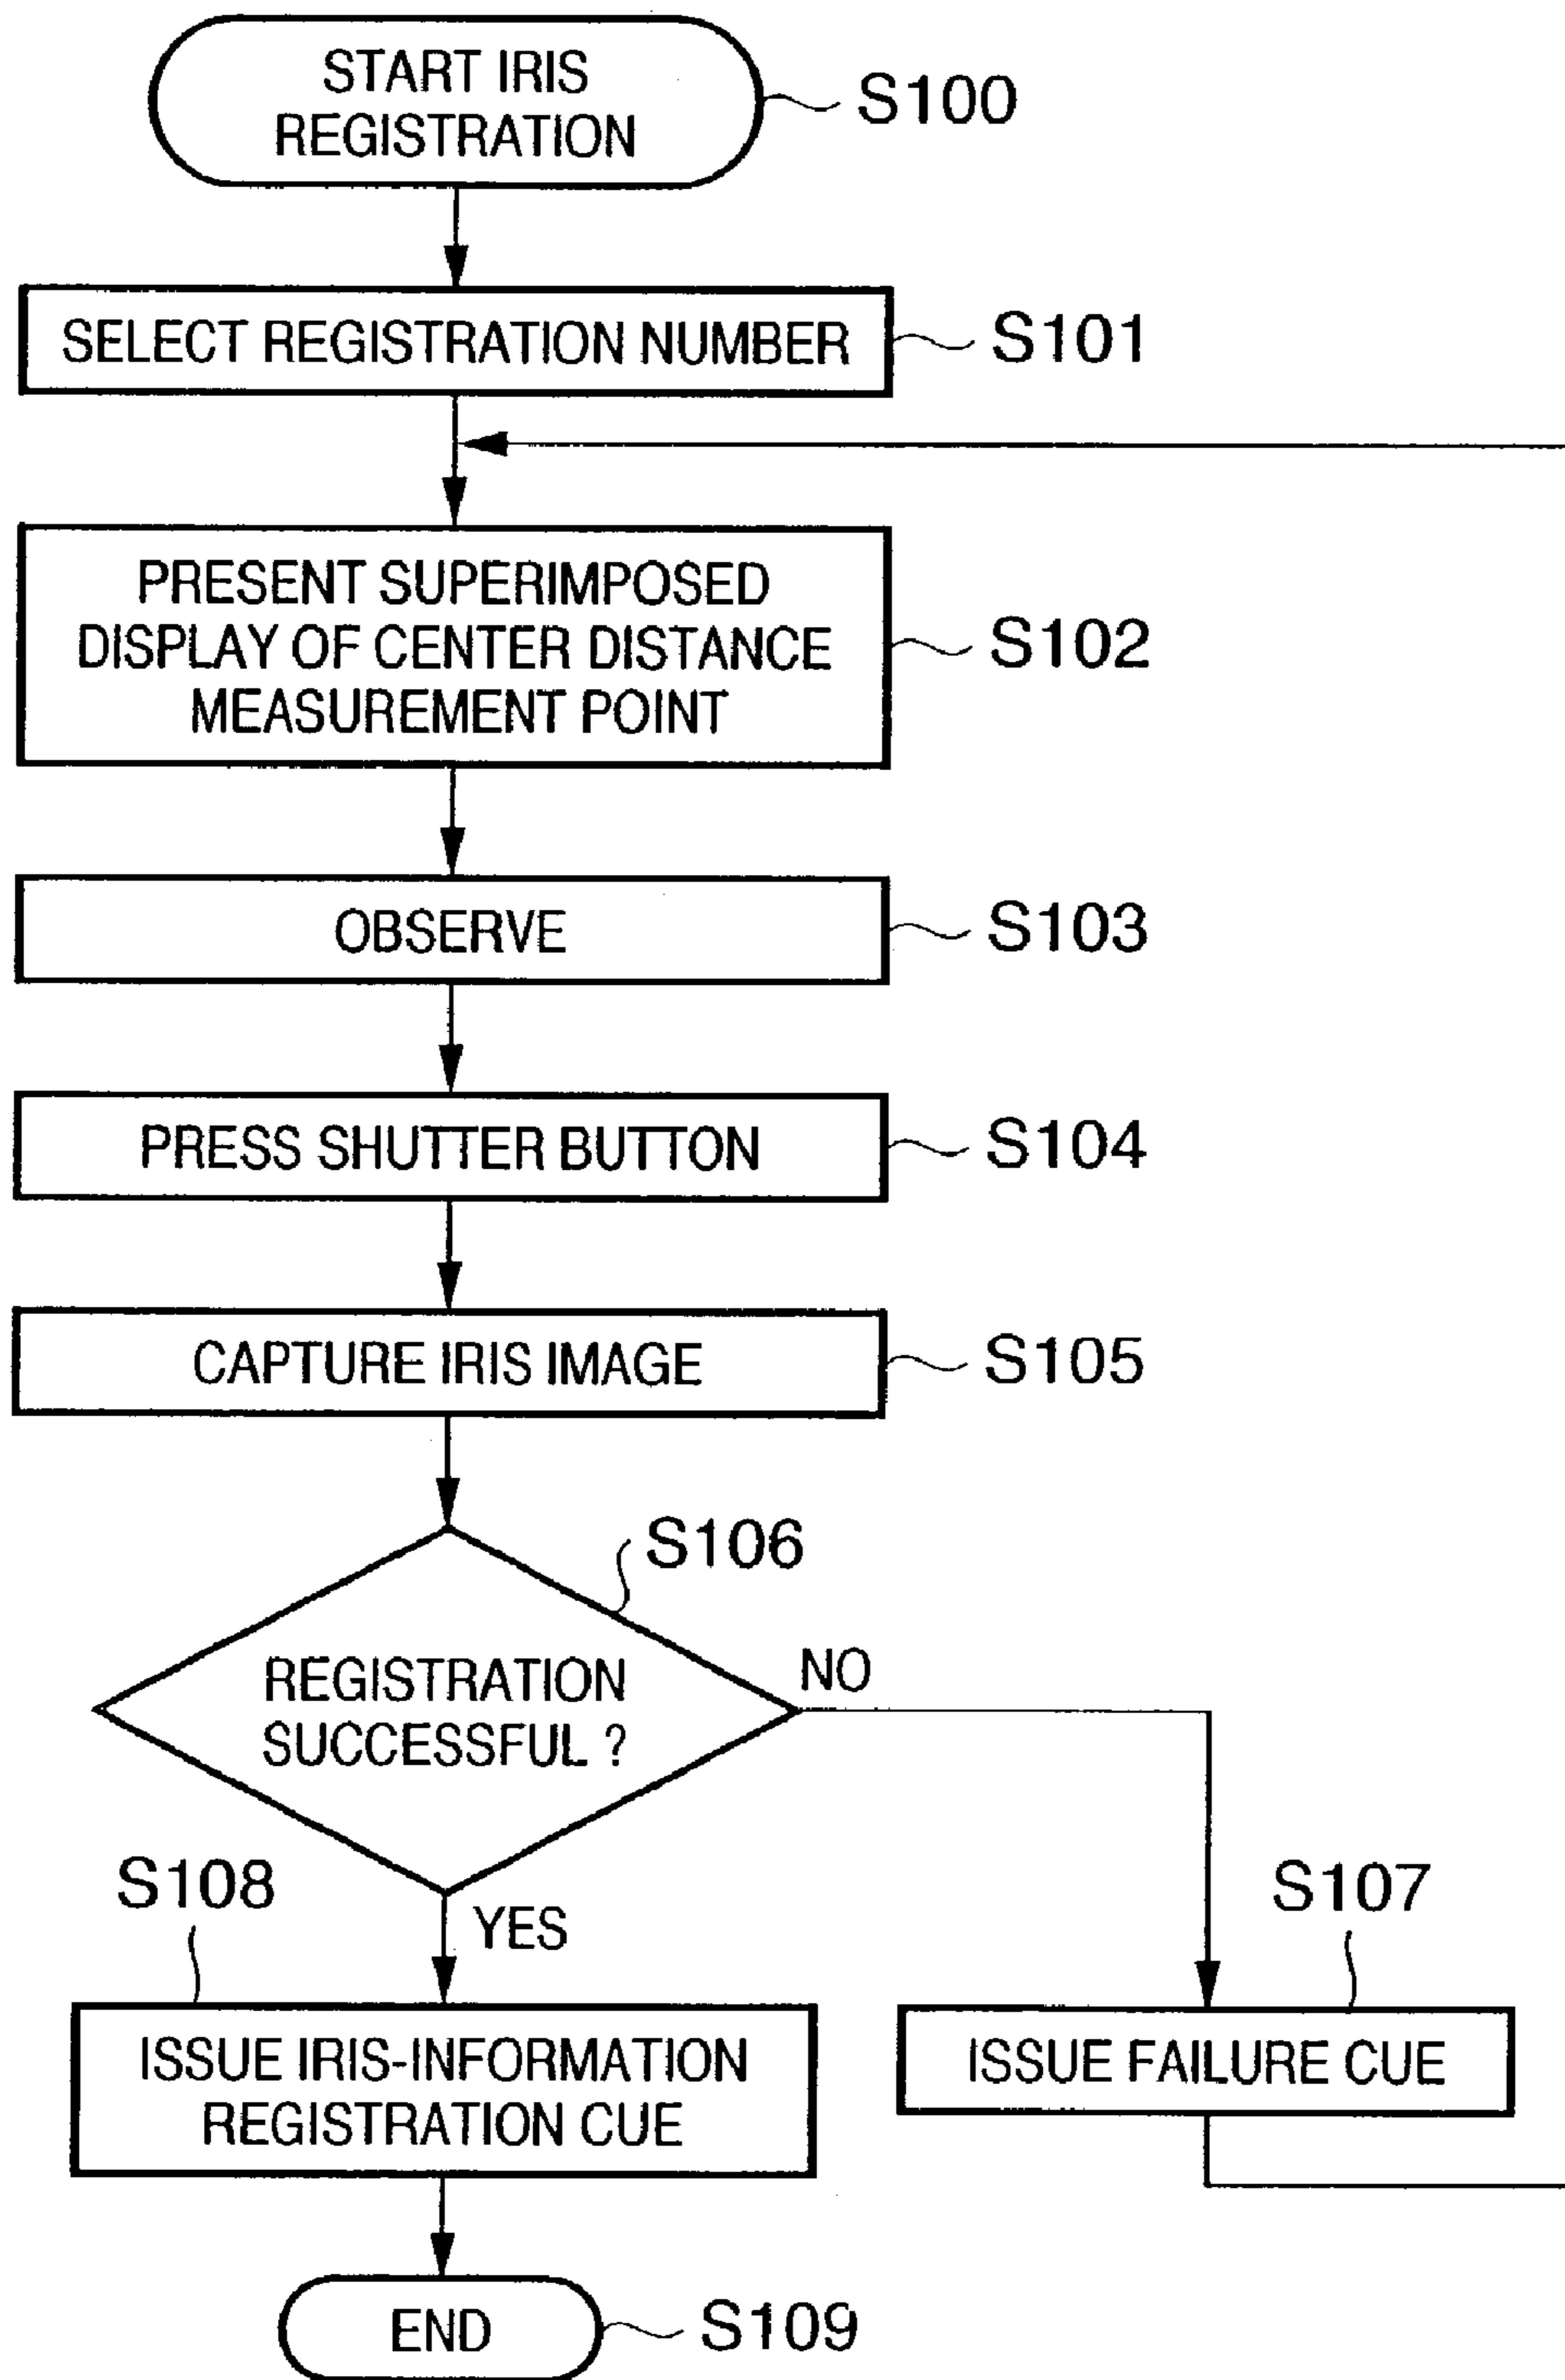 START IRIS
REGISTRATION
S100
SELECT REGISTRATION NUMBER
S101
PRESENT SUPERIMPOSED
DISPLAY OF CENTER DISTANCE
MEASUREMENT POINT
S102
OBSERVE
S103
PRESS SHUTTER BUTTON
S104
CAPTURE IRIS IMAGE
S105
S106
REGISTRATION
SUCCESSFUL ?
NO
YES
S108
S107
ISSUE IRIS-INFORMATION
REGISTRATION CUE
ISSUE FAILURE CUE
END
S109